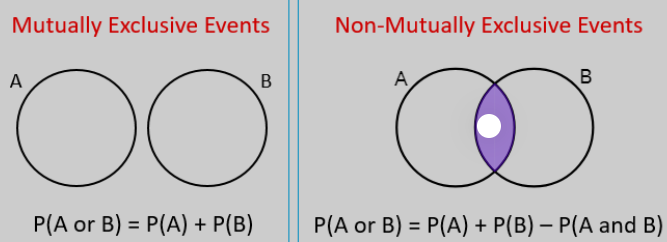 Mutually Exclusive Events
A
B
P(A or B) = P(A) + P(B)
Non-Mutually Exclusive Events
A
B
P(A or B) = P(A) + P(B) – P(A and B)